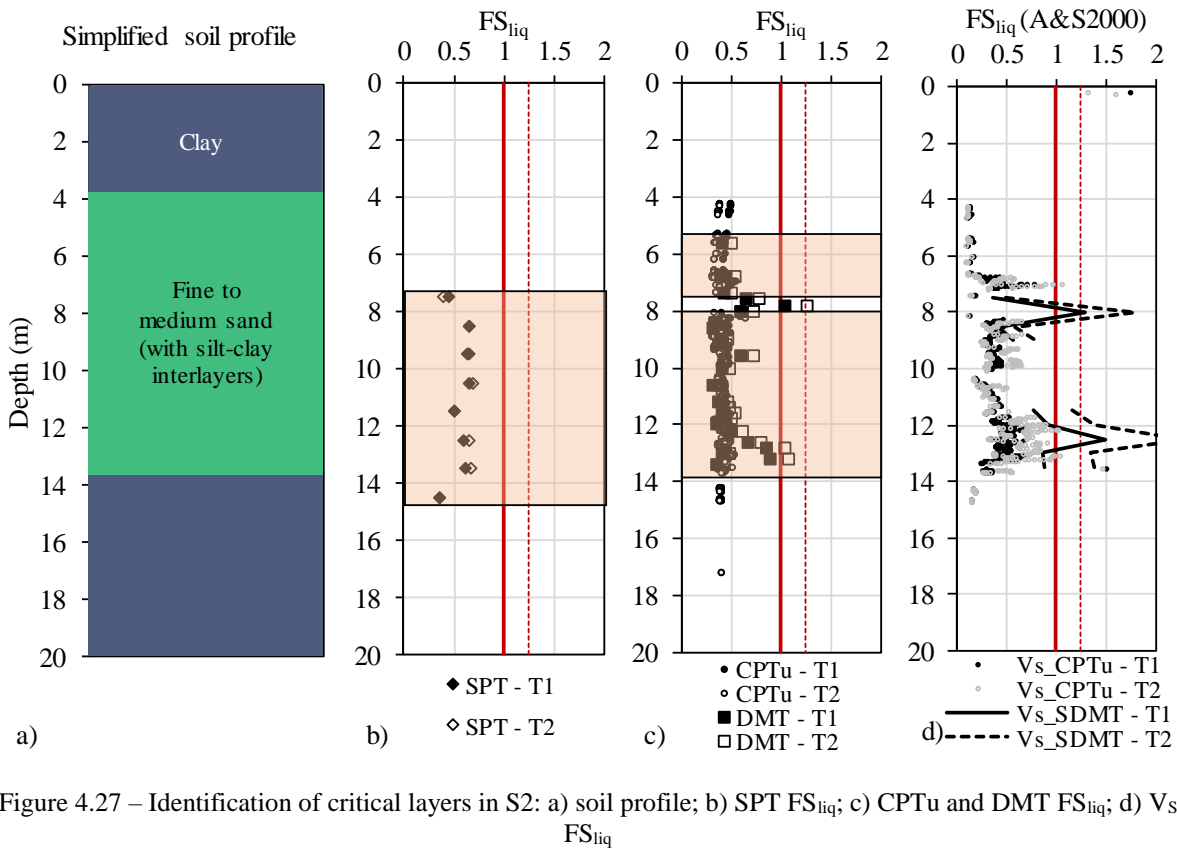 Simplified soil profile
0
2
4
6
8
10
12
14
16
18
20
Depth (m)
Clay
Fine to
medium sand
(with silt-clay
interlayers)
a)
FSliq
0 0.5 1 1.5 2
0
2
4
6
8
10
12
14
16
18
20
SPT - T1
SPT - T2
b)
FSliq
0 0.5 1 1.5 2
0
2
4
6
8
10
12
14
16
18
20
CPTu - T1
CPTu - T2
DMT - T1
DMT - T2
c)
FSliq (A&S2000)
0 0.5 1 1.5 2
0
2
4
6
8
10
12
14
16
18
20
Vs_CPTu - T1
Vs_CPTu - T2
Vs_SDMT - T1
Vs_SDMT - T2
d)
Figure 4.27 – Identification of critical layers in S2: a) soil profile; b) SPT FSliq; c) CPTu and DMT FSliq; d) VS
FSliq